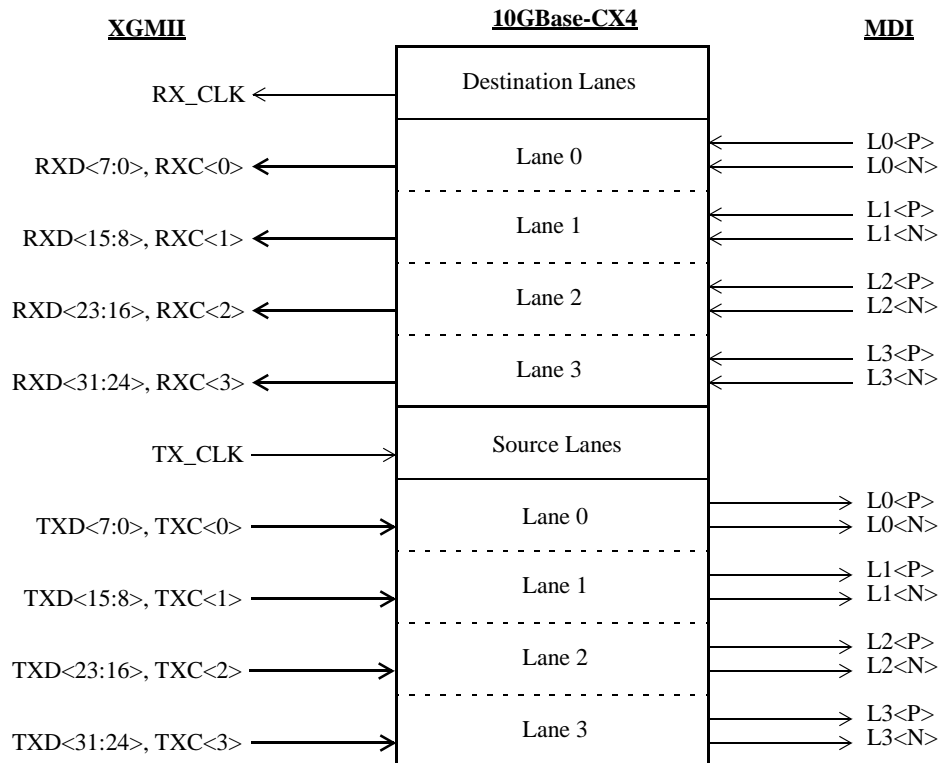 XGMII 10GBase-CX4 MDI
Destination Lanes
RX_CLK
Lane 0
RXD<7:0>, RXC<0>
L0<P>
L0<N>
Lane 1
RXD<15:8>, RXC<1>
L1<P>
L1<N>
Lane 2
RXD<23:16>, RXC<2>
L2<P>
L2<N>
Lane 3
RXD<31:24>, RXC<3>
L3<P>
L3<N>
Source Lanes
TX_CLK
Lane 0
TXD<7:0>, TXC<0>
L0<P>
L0<N>
Lane 1
TXD<15:8>, TXC<1>
L1<P>
L1<N>
Lane 2
TXD<23:16>, TXC<2>
L2<P>
L2<N>
Lane 3
TXD<31:24>, TXC<3>
L3<P>
L3<N>